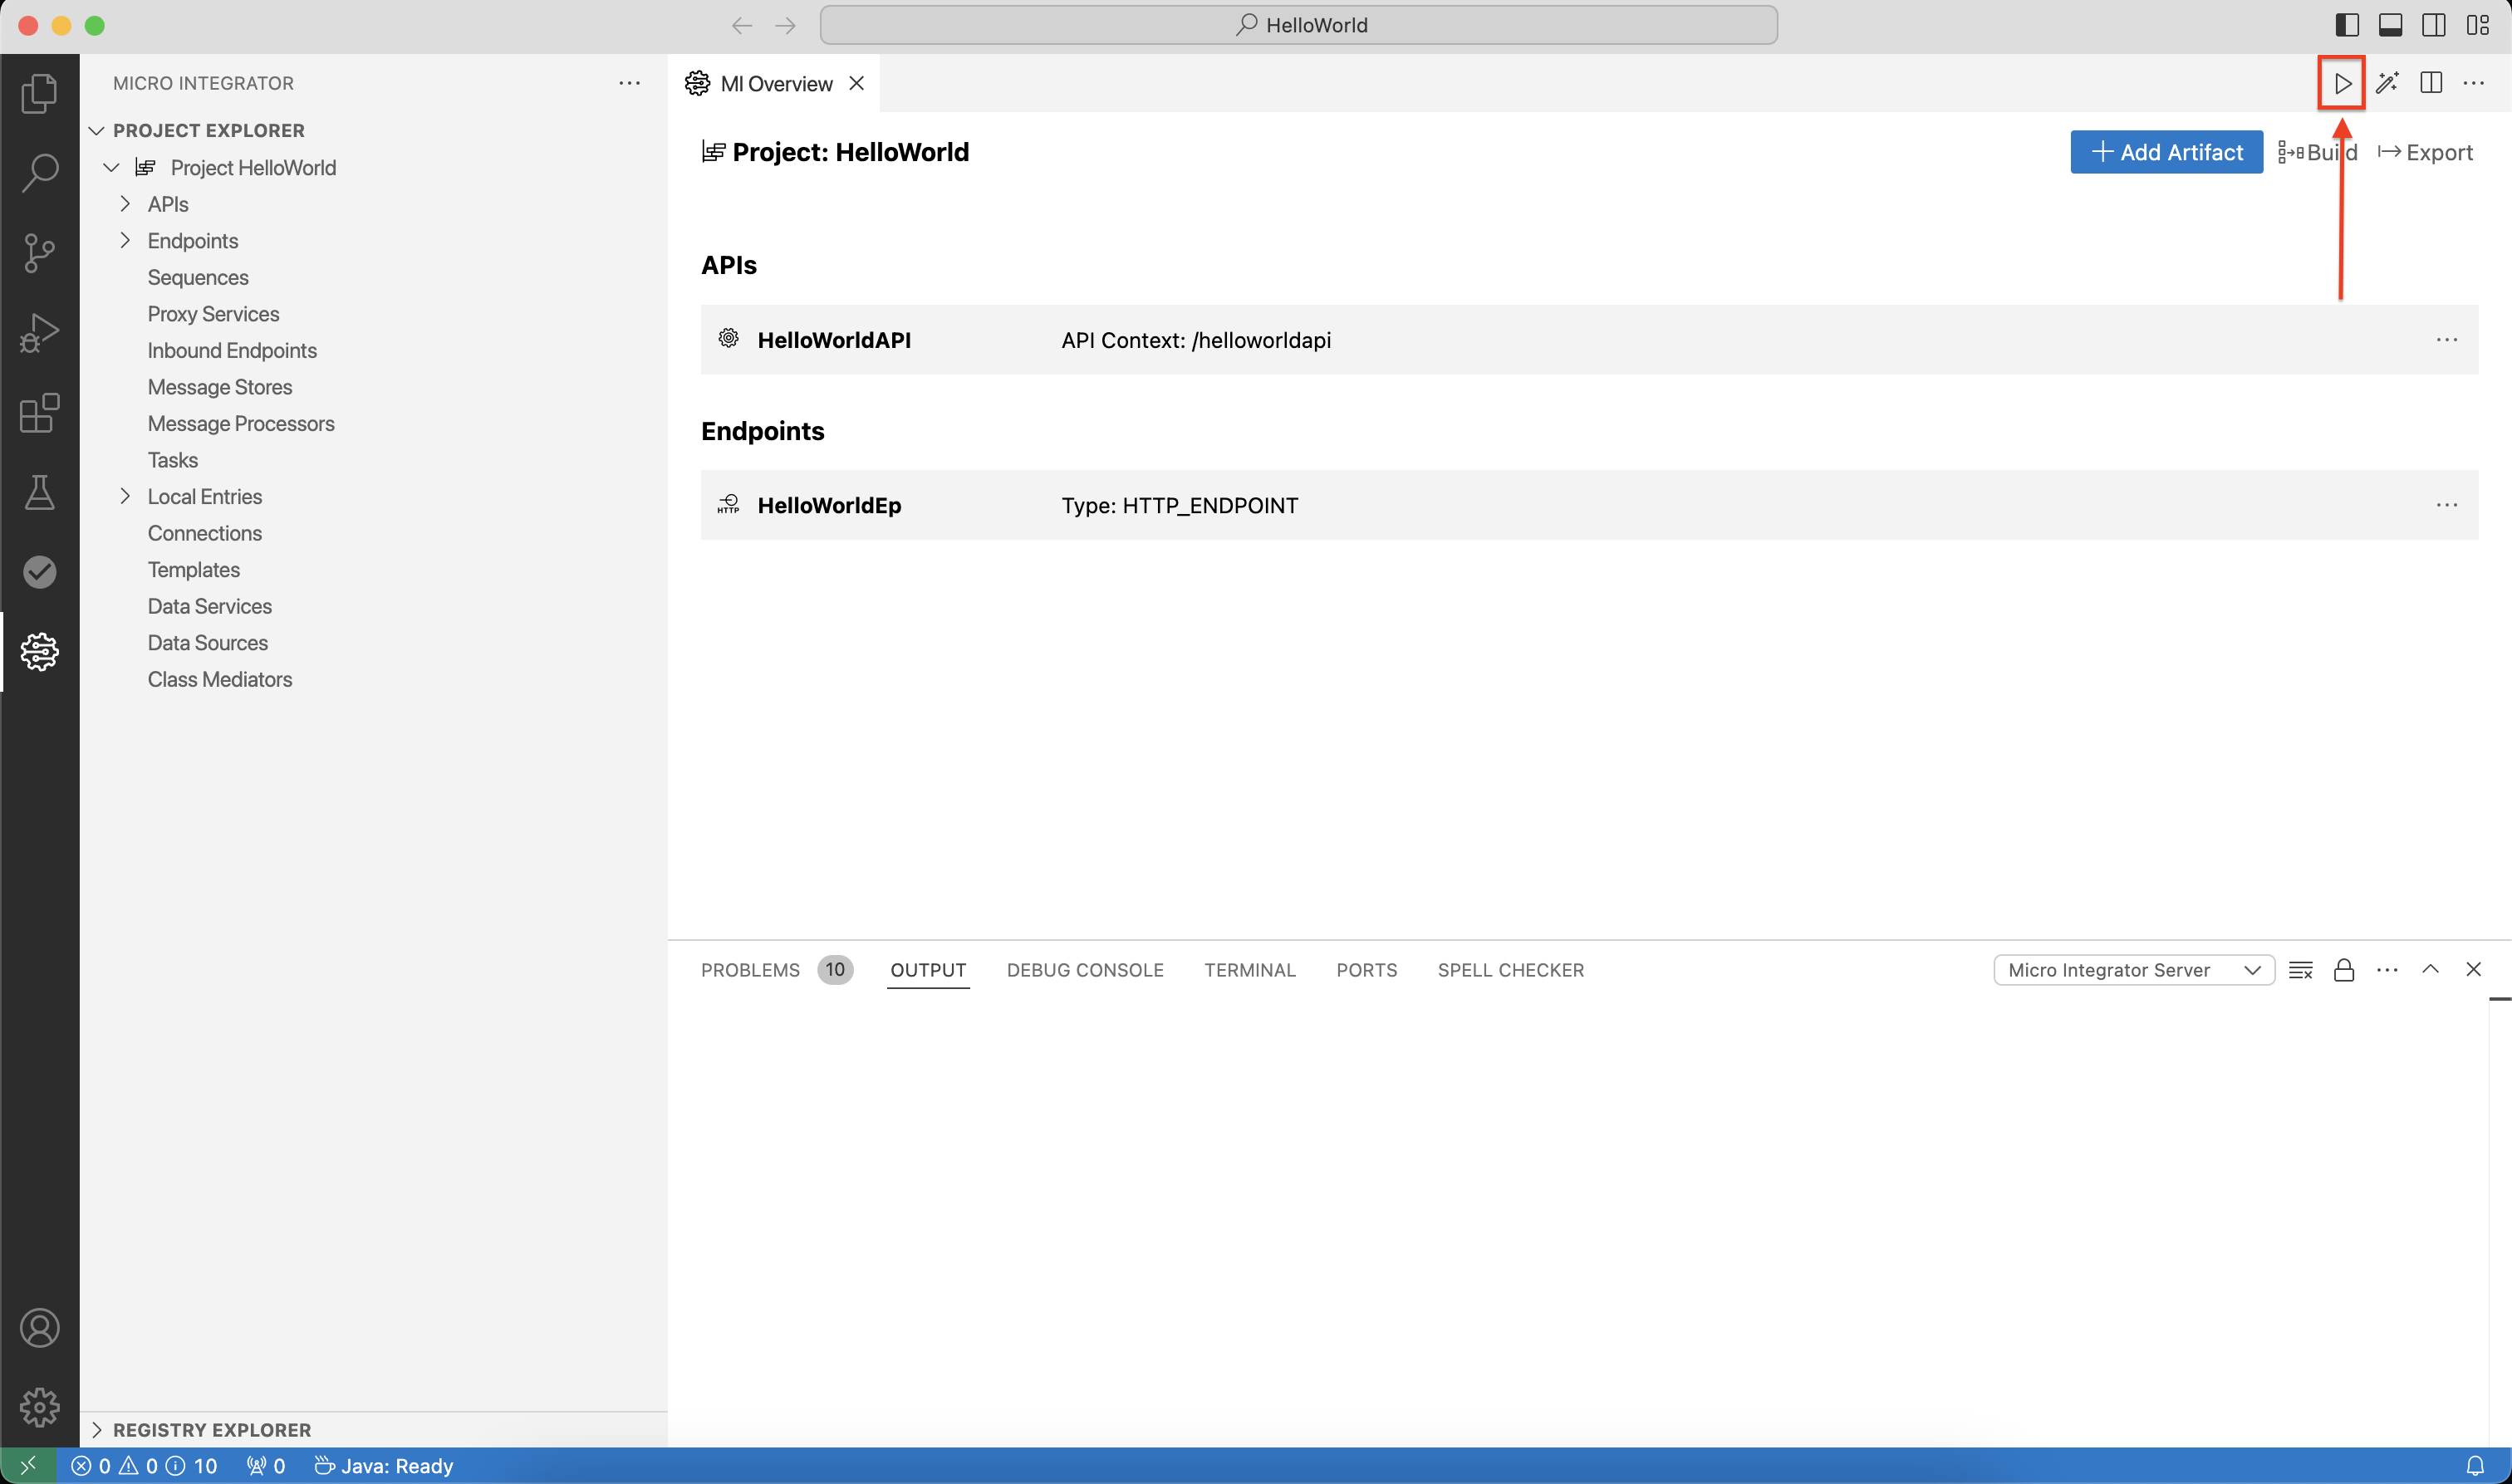 HelloWorld
MICRO INTEGRATOR
PROJECT EXPLORER
Project HelloWorld
APIs
Endpoints
Sequences
Proxy Services
Inbound Endpoints
Message Stores
Message Processors
Tasks
Local Entries
Connections
Templates
Data Services
Data Sources
Class Mediators
REGISTRY EXPLORER
MI Overview
Project: HelloWorld
Add Artifact
Build
Export
APIs
HelloWorldAPI API Context: /helloworldapi
Endpoints
HTTP HelloWorldEp Type: HTTP_ENDPOINT
PROBLEMS 10 OUTPUT DEBUG CONSOLE TERMINAL PORTS SPELL CHECKER Micro Integrator Server
0 0 10 0 Java: Ready